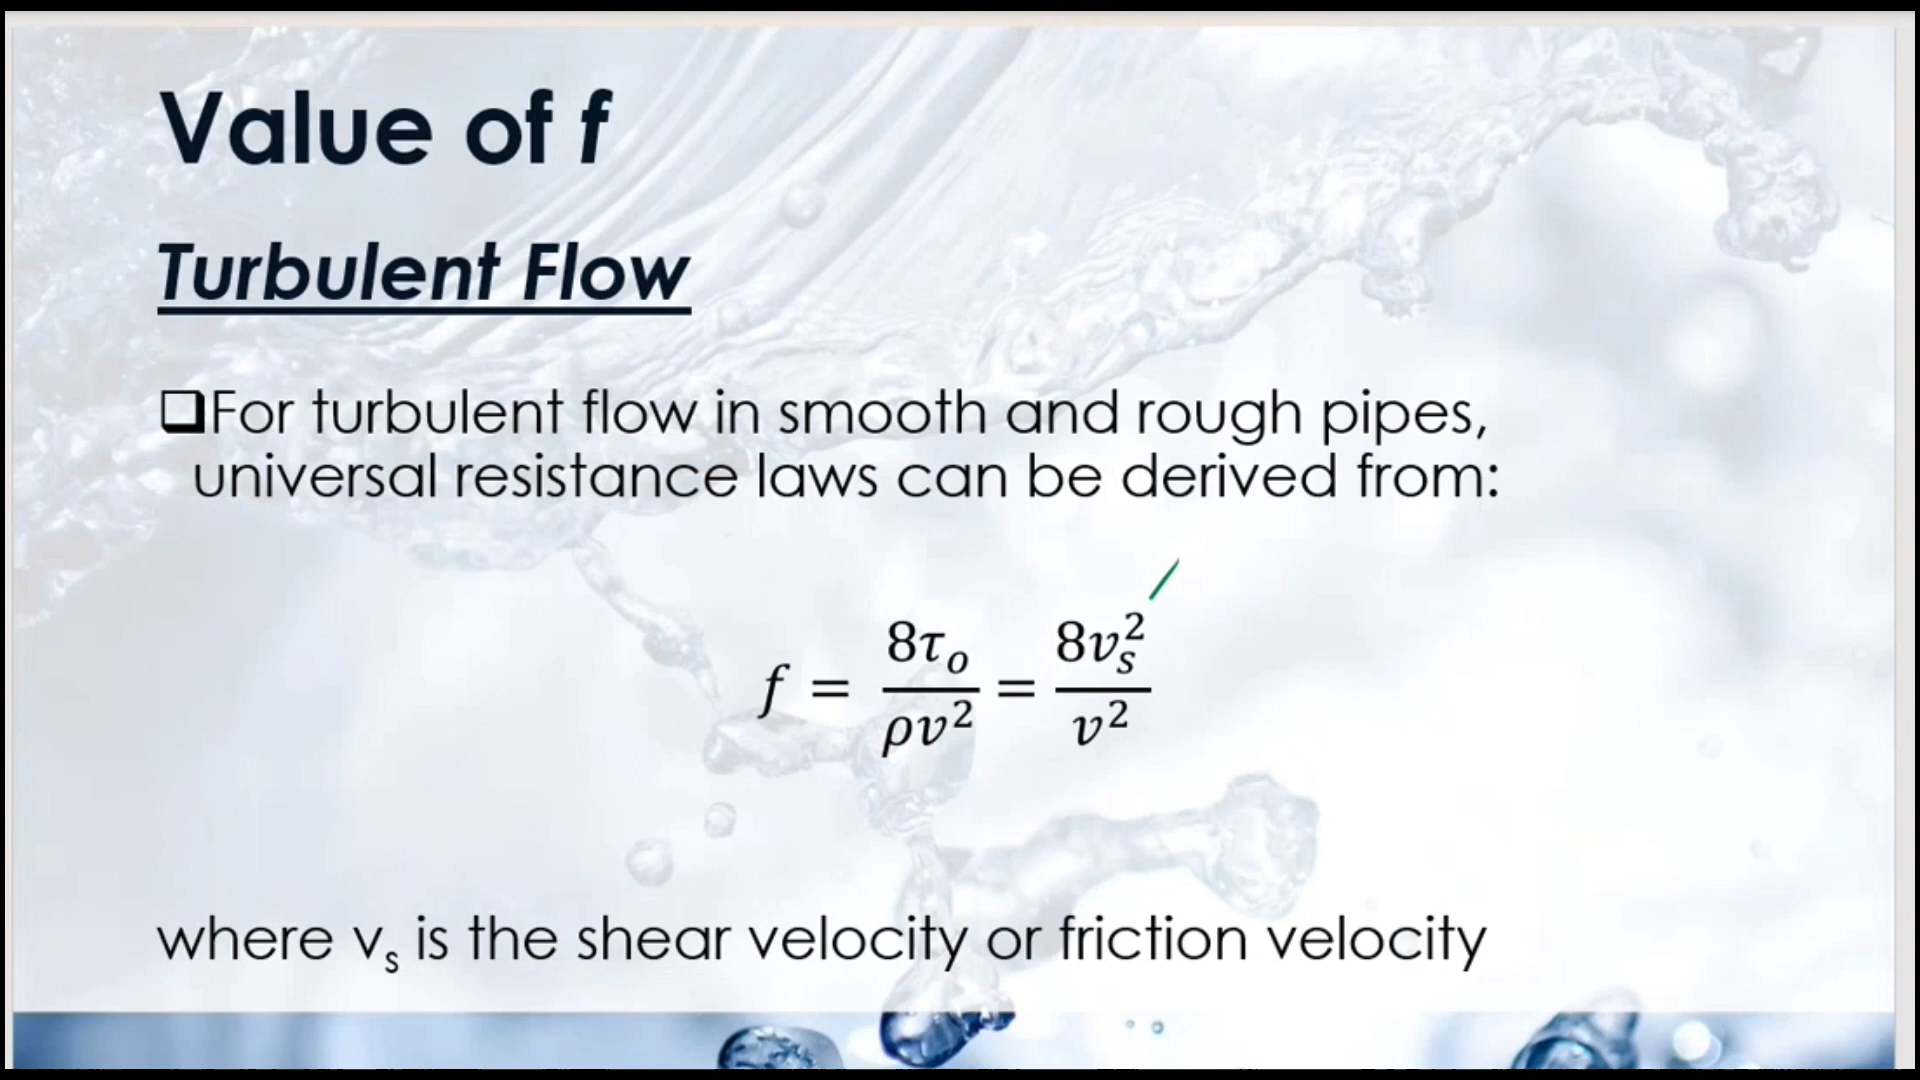 Value of f
Turbulent Flow
❑For turbulent flow in smooth and rough pipes,
universal resistance laws can be derived from:
f = 8τₒ/ρv² = 8vₛ²/v²
where vₛ is the shear velocity or friction velocity